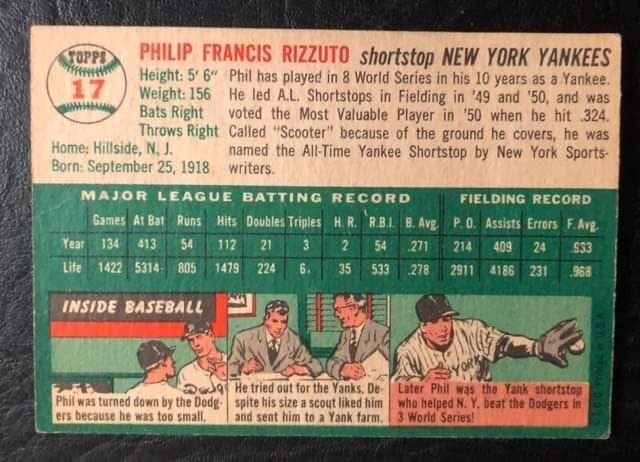 TOPPS
17
PHILIP FRANCIS RIZZUTO shortstop NEW YORK YANKEES
Height: 5' 6"
Weight: 156
Bats Right
Throws Right
Home: Hillside, N. J.
Born: September 25, 1918
Phil has played in 8 World Series in his 10 years as a Yankee.
He led A.L. Shortstops in Fielding in '49 and '50, and was
voted the Most Valuable Player in '50 when he hit .324.
Called "Scooter" because of the ground he covers, he was
named the All-Time Yankee Shortstop by New York Sports-
writers.
MAJOR LEAGUE BATTING RECORD FIELDING RECORD
Games At Bat Runs Hits Doubles Triples H. R. R.B.I. B. Avg. P. O. Assists Errors F. Avg.
Year 134 413 54 112 21 3 2 54 .271 214 409 24 .963
Life 1422 5314 805 1479 224 6 35 533 .278 2911 4186 231 .968
INSIDE BASEBALL
Dodge
Phil was turned down by the Dodg-
ers because he was too small.
He tried out for the Yanks. De-
spite his size a scout liked him
and sent him to a Yank farm.
YORK
Later Phil was the Yank shortstop
who helped N. Y. beat the Dodgers in
3 World Series!